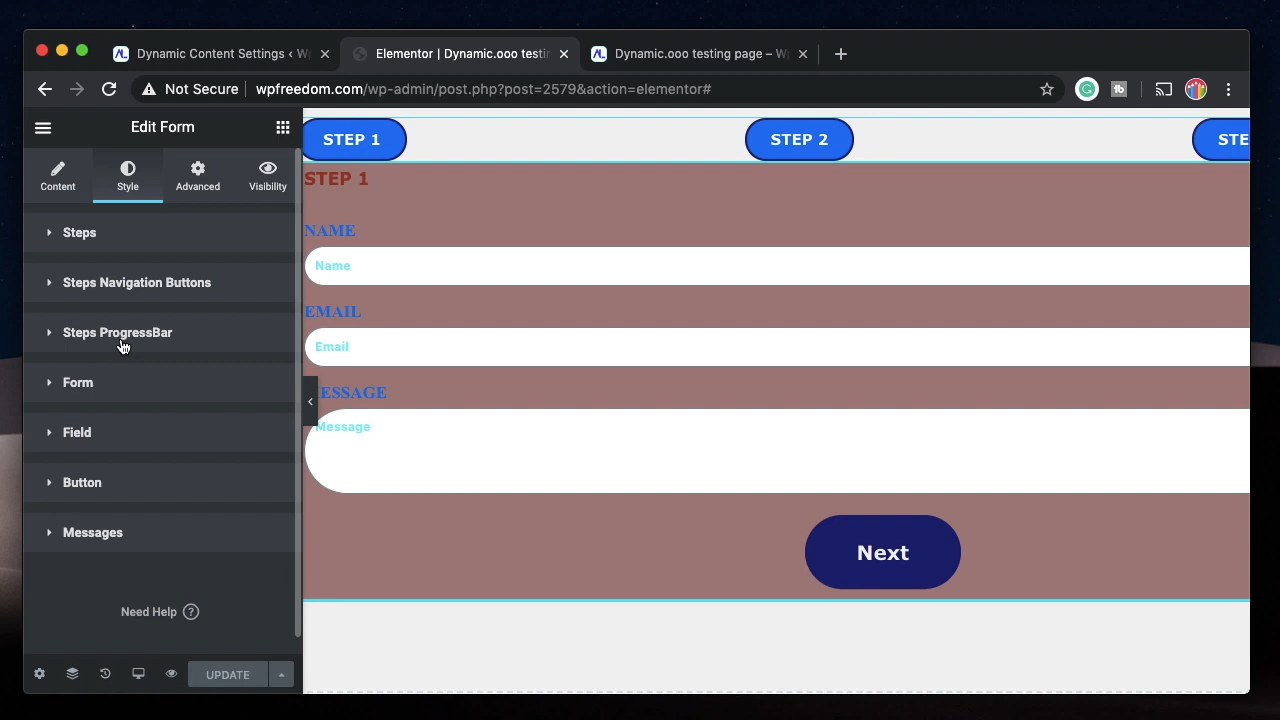 Dynamic Content Settings ‹ W
Elementor | Dynamic.ooo testin
Dynamic.ooo testing page – W
Not Secure
wpfreedom.com/wp-admin/post.php?post=2579&action=elementor#
Edit Form
Content
Style
Advanced
Visibility
Steps
Steps Navigation Buttons
Steps ProgressBar
Form
Field
Button
Messages
Need Help ?
UPDATE
STEP 1
STEP 2
STE
STEP 1
NAME
Name
EMAIL
Email
ESSAGE
Message
Next